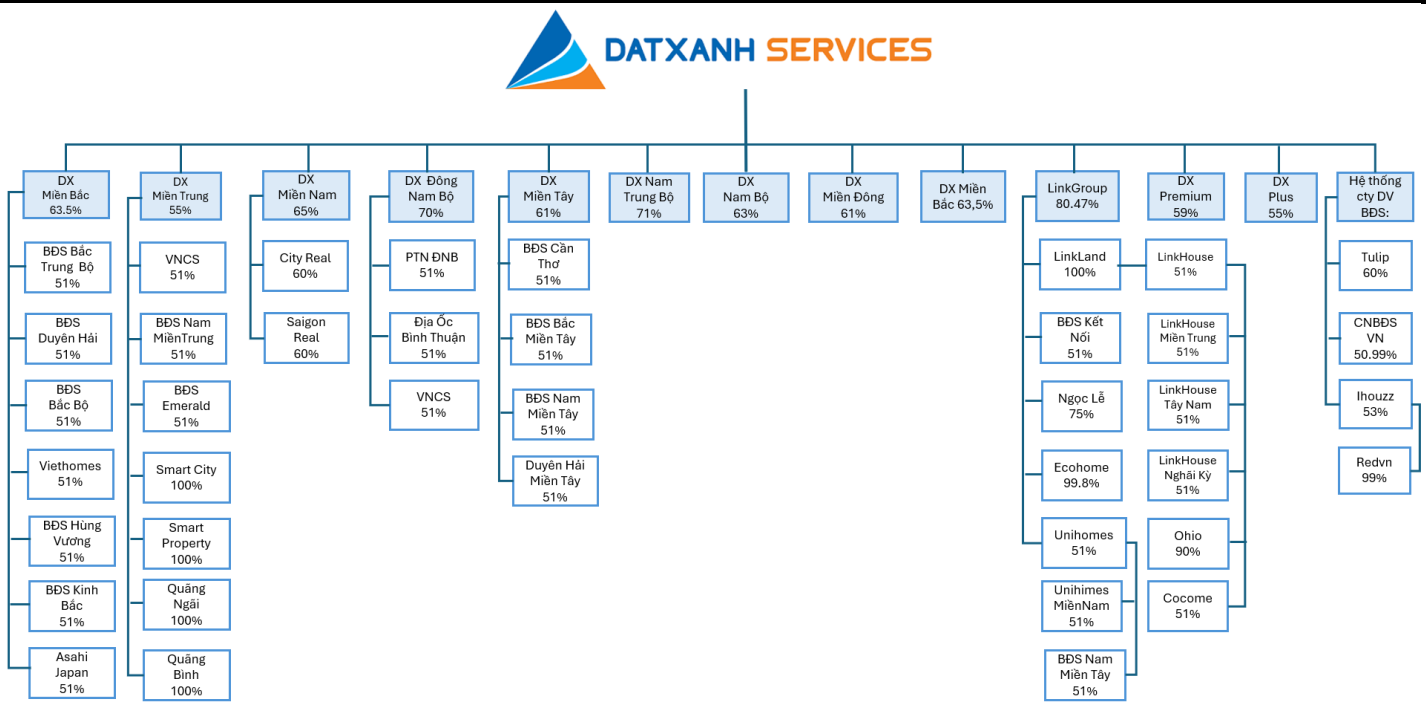 DATXANH SERVICES
DX
Miền Bắc
63.5%
BĐS Bắc
Trung Bộ
51%
BĐS
Duyên Hải
51%
BĐS
Bắc Bộ
51%
Viethomes
51%
BĐS Hùng
Vương
51%
BĐS Kinh
Bắc
51%
Asahi
Japan
51%
DX
Miền Trung
55%
VNCS
51%
BĐS Nam
MiềnTrung
51%
BĐS
Emerald
51%
Smart City
100%
Smart
Property
100%
Quãng
Ngãi
100%
Quãng
Bình
100%
DX
Miền Nam
65%
City Real
60%
Saigon
Real
60%
DX Đông
Nam Bộ
70%
PTN ĐNB
51%
Địa Ốc
Bình Thuận
51%
VNCS
51%
DX
Miền Tây
61%
BĐS Cần
Thơ
51%
BĐS Bắc
Miền Tây
51%
BĐS Nam
Miền Tây
51%
Duyên Hải
Miền Tây
51%
DX Nam
Trung Bộ
71%
DX
Nam Bộ
63%
DX
Miền Đông
61%
DX Miền
Bắc 63,5%
LinkGroup
80.47%
LinkLand
100%
BĐS Kết
Nối
51%
Ngọc Lễ
75%
Ecohome
99.8%
Unihomes
51%
Unihimes
MiềnNam
51%
BĐS Nam
Miền Tây
51%
DX
Premium
59%
LinkHouse
51%
LinkHouse
Miền Trung
51%
LinkHouse
Tây Nam
51%
LinkHouse
Nghãi Kỳ
51%
Ohio
90%
Cocome
51%
DX
Plus
55%
Hệ thống
cty DV
BĐS:
Tulip
60%
CNBĐS
VN
50.99%
Ihouzz
53%
Redvn
99%